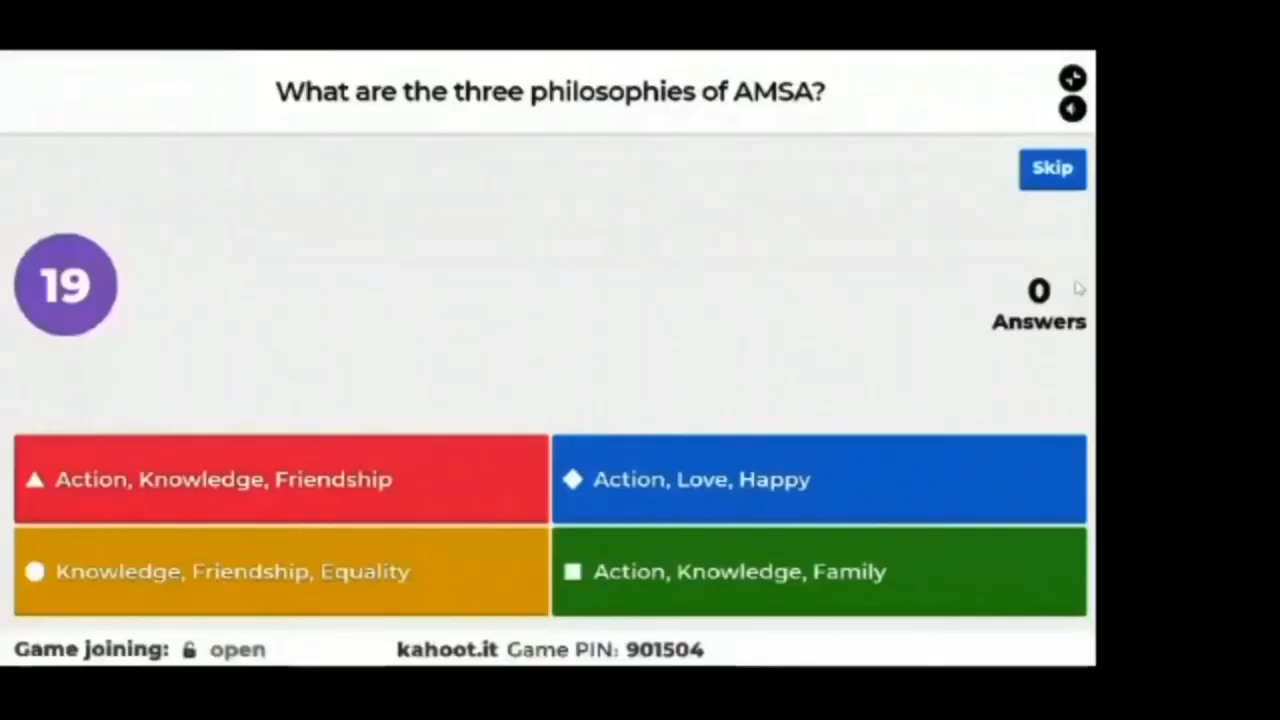 What are the three philosophies of AMSA?
Skip
19
0
Answers
Action, Knowledge, Friendship
Action, Love, Happy
Knowledge, Friendship, Equality
Action, Knowledge, Family
Game joining: open kahoot.it Game PIN: 901504